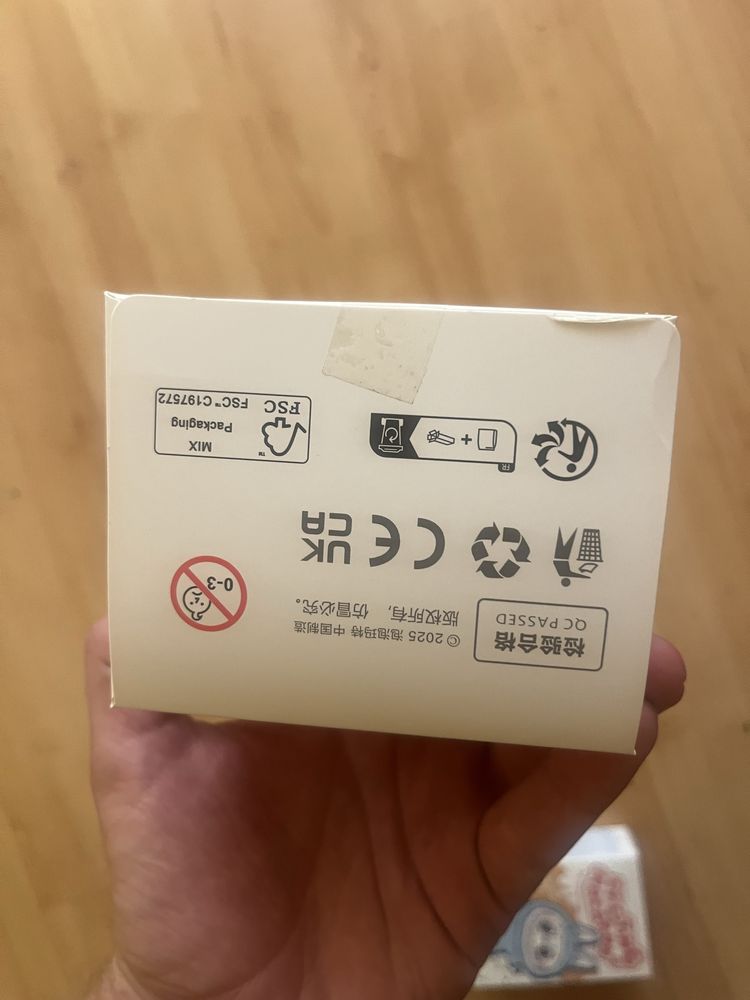 检验合格
QC PASSED
© 2025 泡泡玛特 中国制造
版权所有，仿冒必究。
0-3
CE
UK
CA
FR
MIX
Packaging
FSC
FSC™ C197572